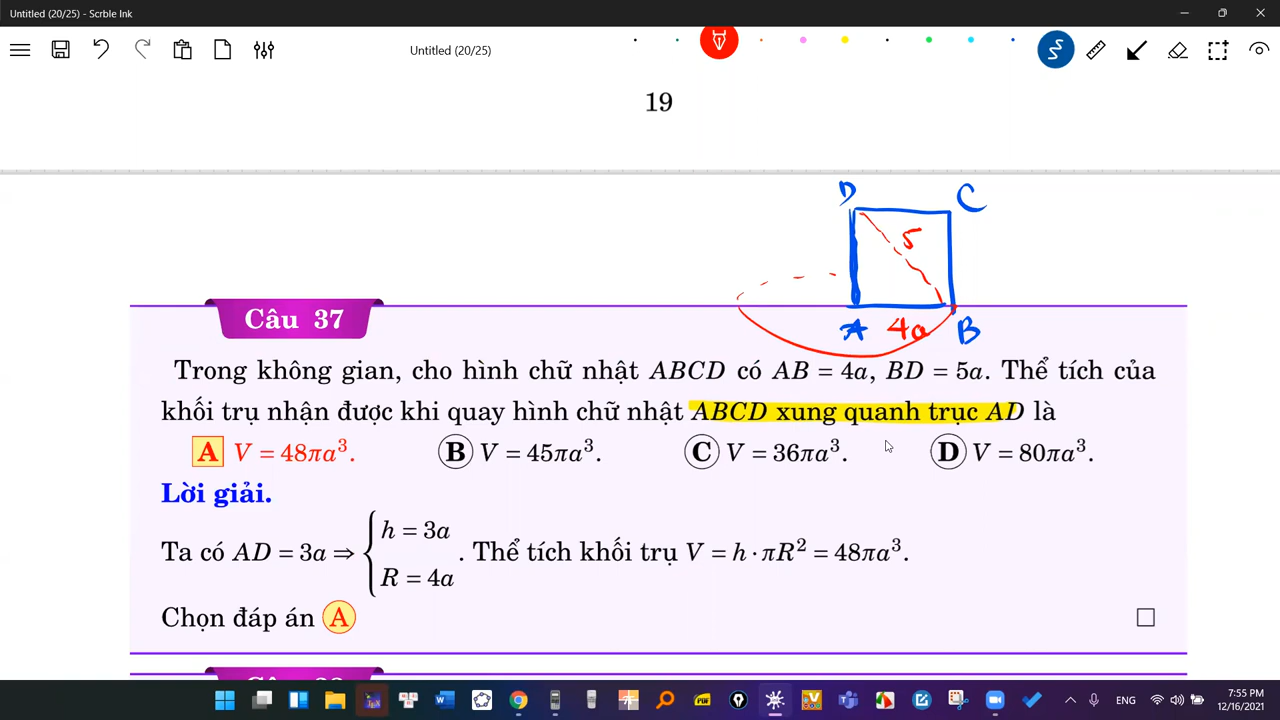 Untitled (20/25) - Scrble Ink
Untitled (20/25)
19
D
C
5
A
4a
B
Câu 37
Trong không gian, cho hình chữ nhật ABCD có AB = 4a, BD = 5a. Thể tích của
khối trụ nhận được khi quay hình chữ nhật ABCD xung quanh trục AD là
A V = 48πa³. B V = 45πa³. C V = 36πa³. D V = 80πa³.
Lời giải.
h = 3a
Ta có AD = 3a ⇒ { . Thể tích khối trụ V = h · πR² = 48πa³.
R = 4a
Chọn đáp án A □
ENG
7:55 PM
12/16/2021